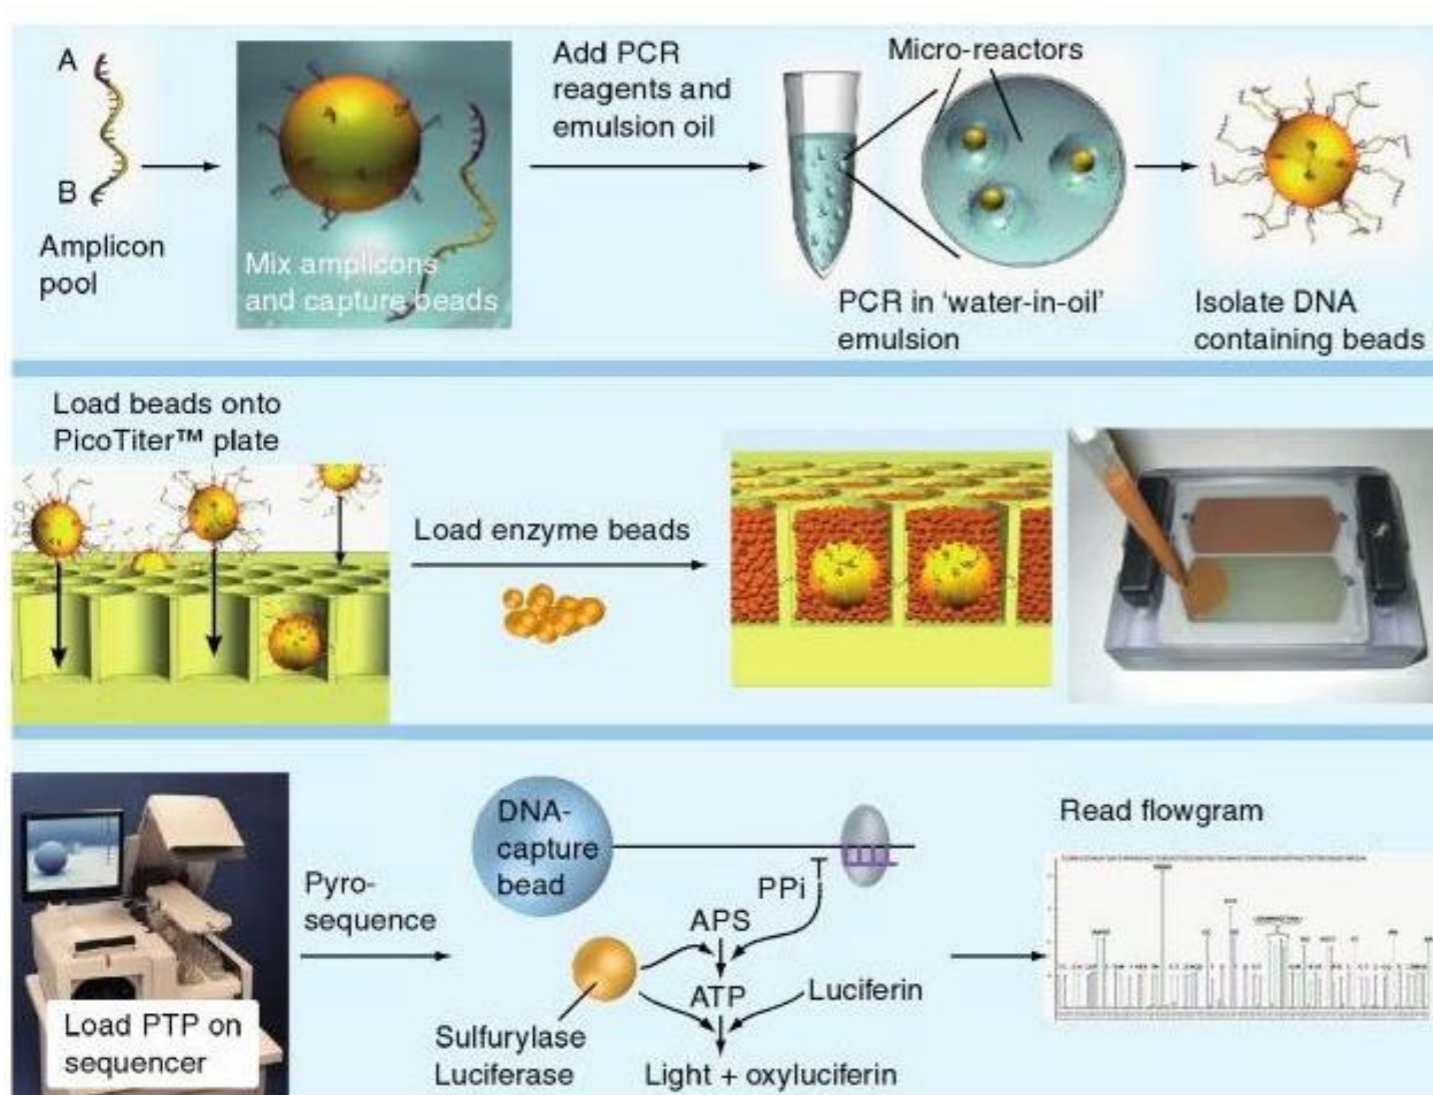 A
B
Amplicon
pool
Mix amplicons
and capture beads
Add PCR
reagents and
emulsion oil
Micro-reactors
PCR in ‘water-in-oil’
emulsion
Isolate DNA
containing beads
Load beads onto
PicoTiter™ plate
Load enzyme beads
Load PTP on
sequencer
Pyro-
sequence
DNA-
capture
bead
PPi
APS
ATP
Luciferin
Sulfurylase
Luciferase
Light + oxyluciferin
Read flowgram